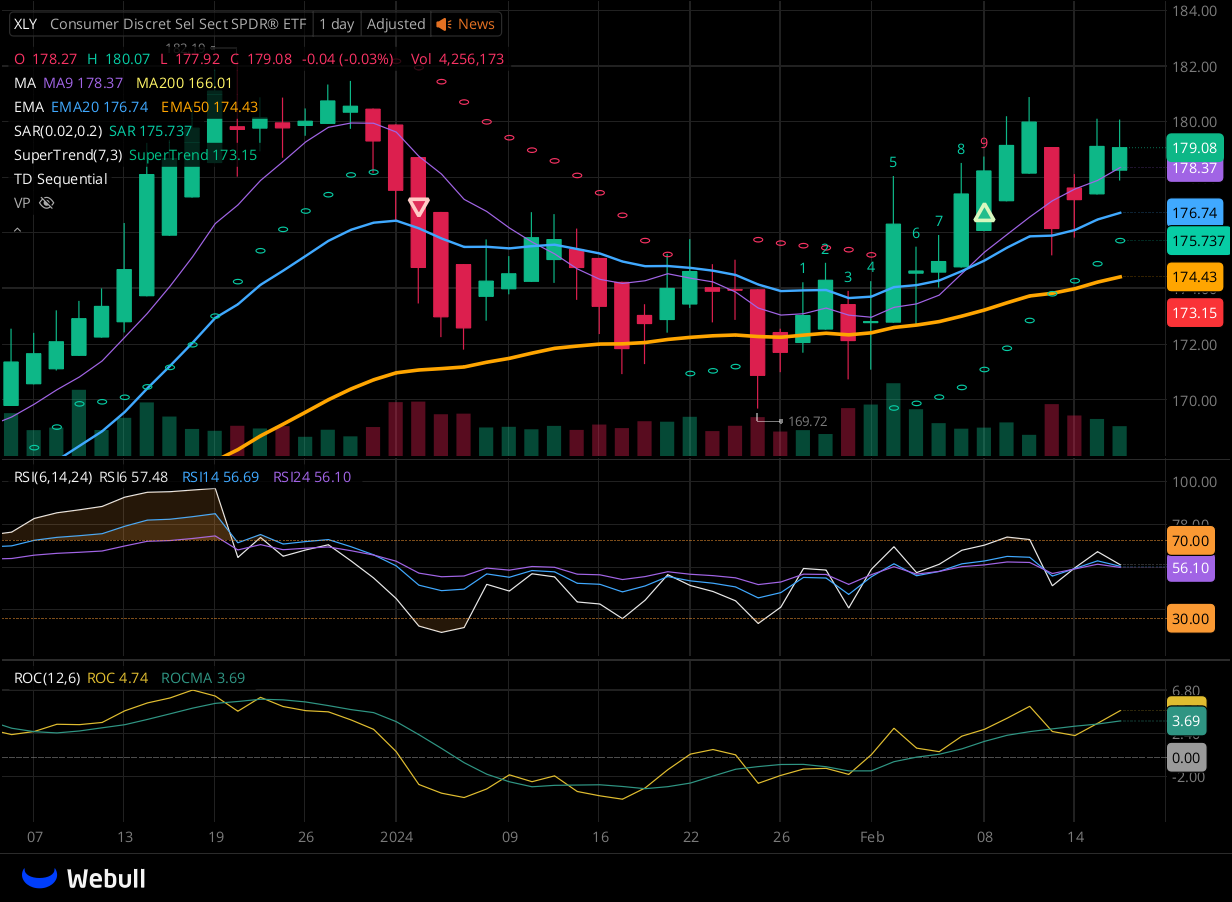 XLY Consumer Discret Sel Sect SPDR® ETF 1 day Adjusted News
184.00
O 178.27 H 180.07 L 177.92 C 179.08 -0.04 (-0.03%) Vol 4,256,173
182.00
MA MA9 178.37 MA200 166.01
EMA EMA20 176.74 EMA50 174.43
180.00
SAR(0.02,0.2) SAR 175.737
SuperTrend(7,3) SuperTrend 173.15
TD Sequential
VP
1 2 3 4 5 6 7 8 9
179.08
178.37
176.74
175.737
174.43
173.15
172.00
170.00
169.72
RSI(6,14,24) RSI6 57.48 RSI14 56.69 RSI24 56.10
100.00
70.00
56.10
30.00
ROC(12,6) ROC 4.74 ROCMA 3.69
6.80
3.69
0.00
-2.00
07 13 19 26 2024 09 16 22 26 Feb 08 14
Webull